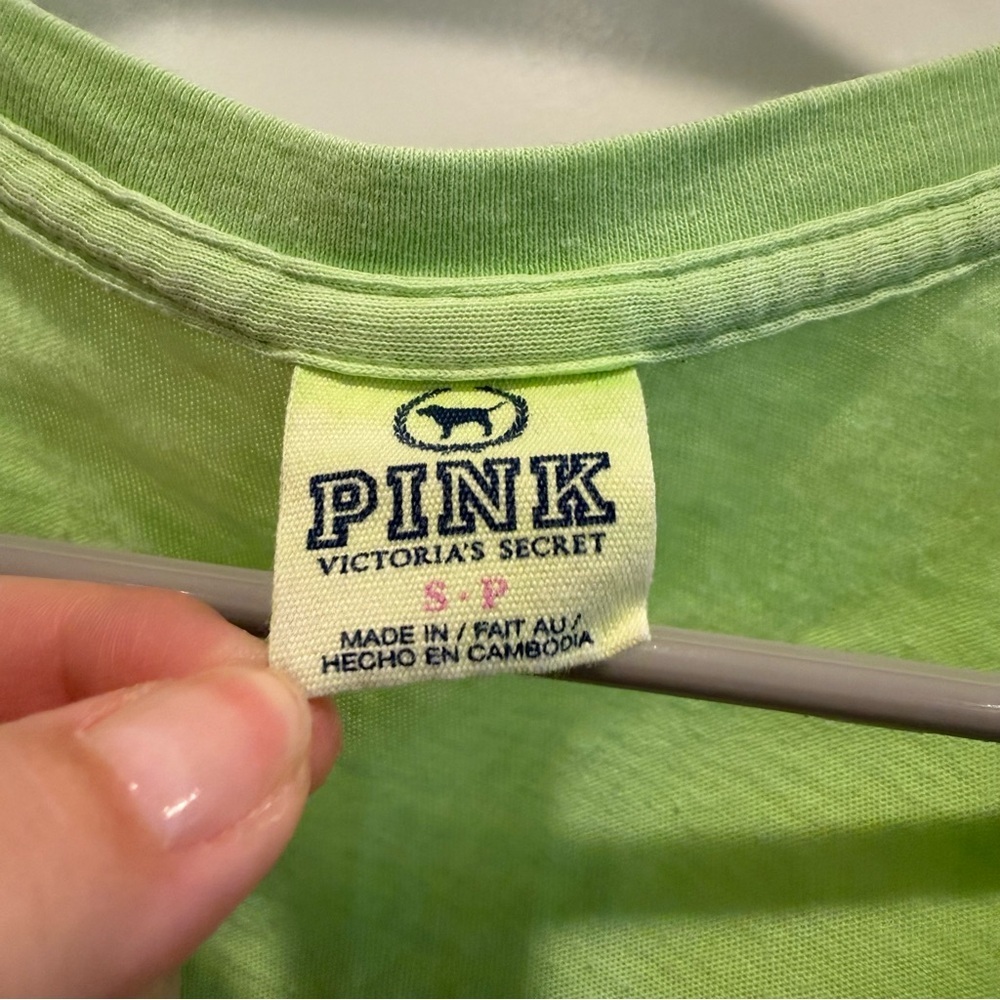 PINK
VICTORIA'S SECRET
S·P
MADE IN / FAIT AU /
HECHO EN CAMBODIA